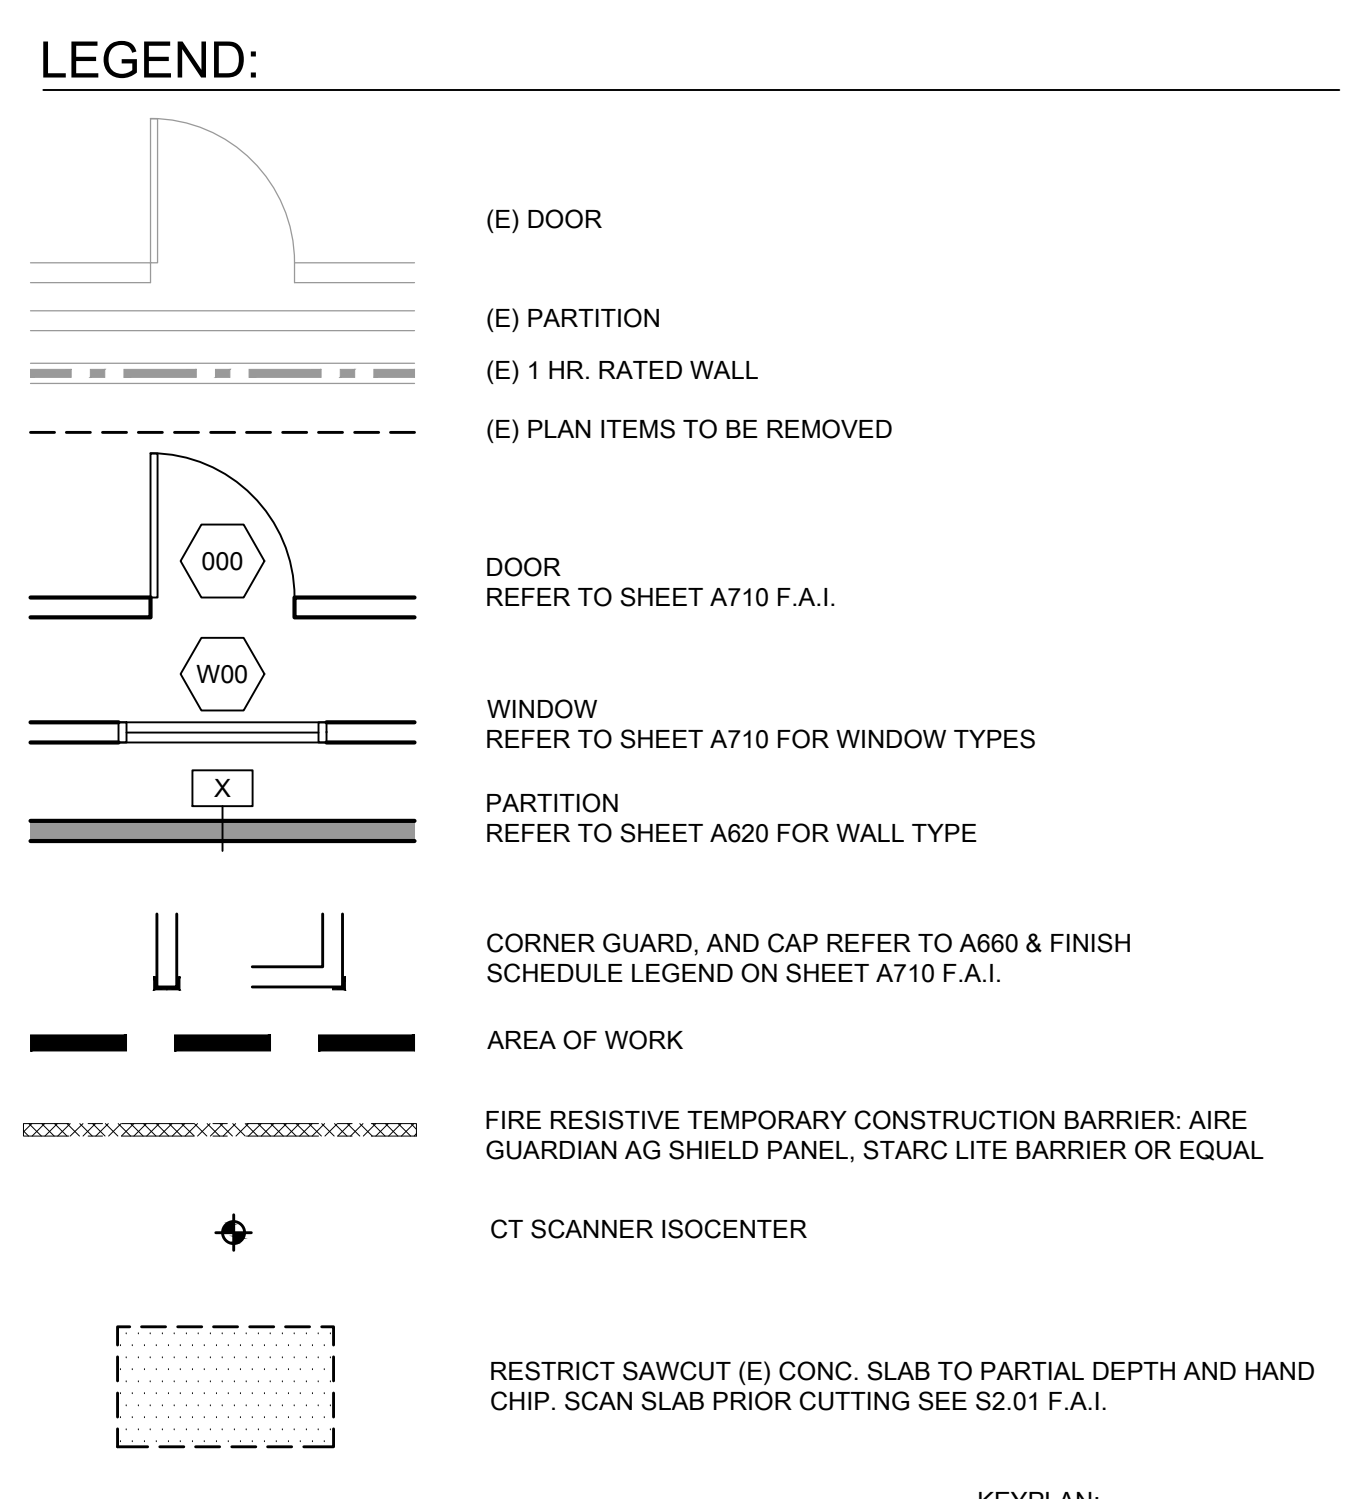 LEGEND:
(E) DOOR
(E) PARTITION
(E) 1 HR. RATED WALL
(E) PLAN ITEMS TO BE REMOVED
000
DOOR
REFER TO SHEET A710 F.A.I.
W00
WINDOW
REFER TO SHEET A710 FOR WINDOW TYPES
X
PARTITION
REFER TO SHEET A620 FOR WALL TYPE
CORNER GUARD, AND CAP REFER TO A660 & FINISH
SCHEDULE LEGEND ON SHEET A710 F.A.I.
AREA OF WORK
FIRE RESISTIVE TEMPORARY CONSTRUCTION BARRIER: AIRE
GUARDIAN AG SHIELD PANEL, STARC LITE BARRIER OR EQUAL
CT SCANNER ISOCENTER
RESTRICT SAWCUT (E) CONC. SLAB TO PARTIAL DEPTH AND HAND
CHIP. SCAN SLAB PRIOR CUTTING SEE S2.01 F.A.I.
KEYPLAN: